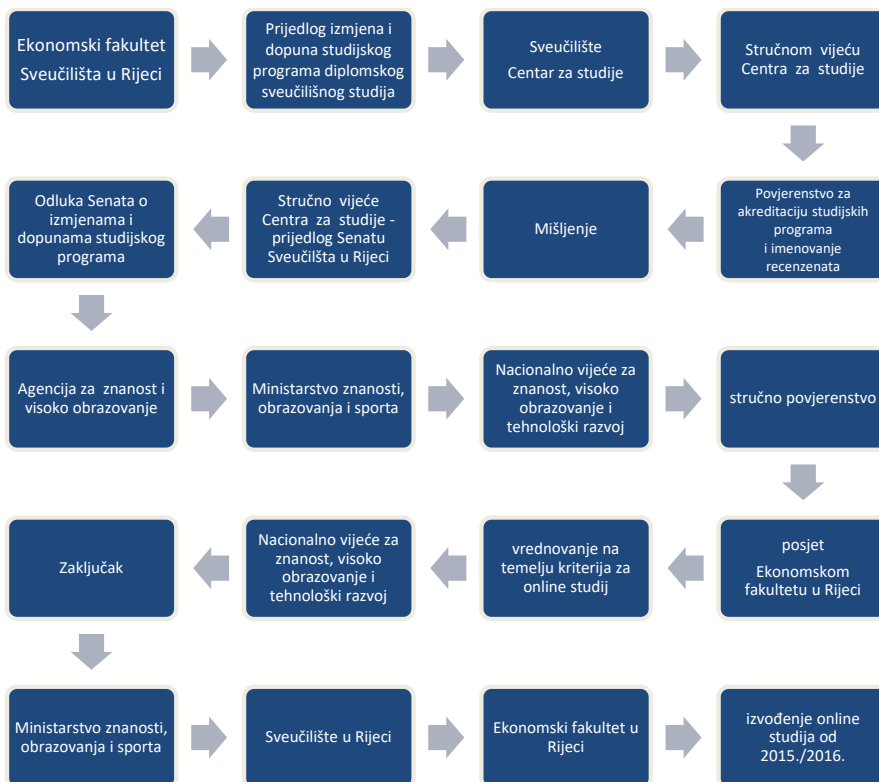 Ekonomski fakultet
Sveučilišta u Rijeci
Prijedlog izmjena i
dopuna studijskog
programa diplomskog
sveučilišnog studija
Sveučilište
Centar za studije
Stručnom vijeću
Centra za studije
Povjerenstvo za
akreditaciju studijskih
programa
i imenovanje
recenzenata
Mišljenje
Stručno vijeće
Centra za studije -
prijedlog Senatu
Sveučilšta u Rijeci
Odluka Senata o
izmjenama i
dopunama studijskog
programa
Agencija za znanost i
visoko obrazovanje
Ministarstvo znanosti,
obrazovanja i sporta
Nacionalno vijeće za
znanost, visoko
obrazovanje i
tehnološki razvoj
stručno povjerenstvo
posjet
Ekonomskom
fakultetu u Rijeci
vrednovanje na
temelju kriterija za
online studij
Nacionalno vijeće za
znanost, visoko
obrazovanje i
tehnološki razvoj
Zaključak
Ministarstvo znanosti,
obrazovanja i sporta
Sveučilište u Rijeci
Ekonomski fakultet u
Rijeci
izvođenje online
studija od
2015./2016.